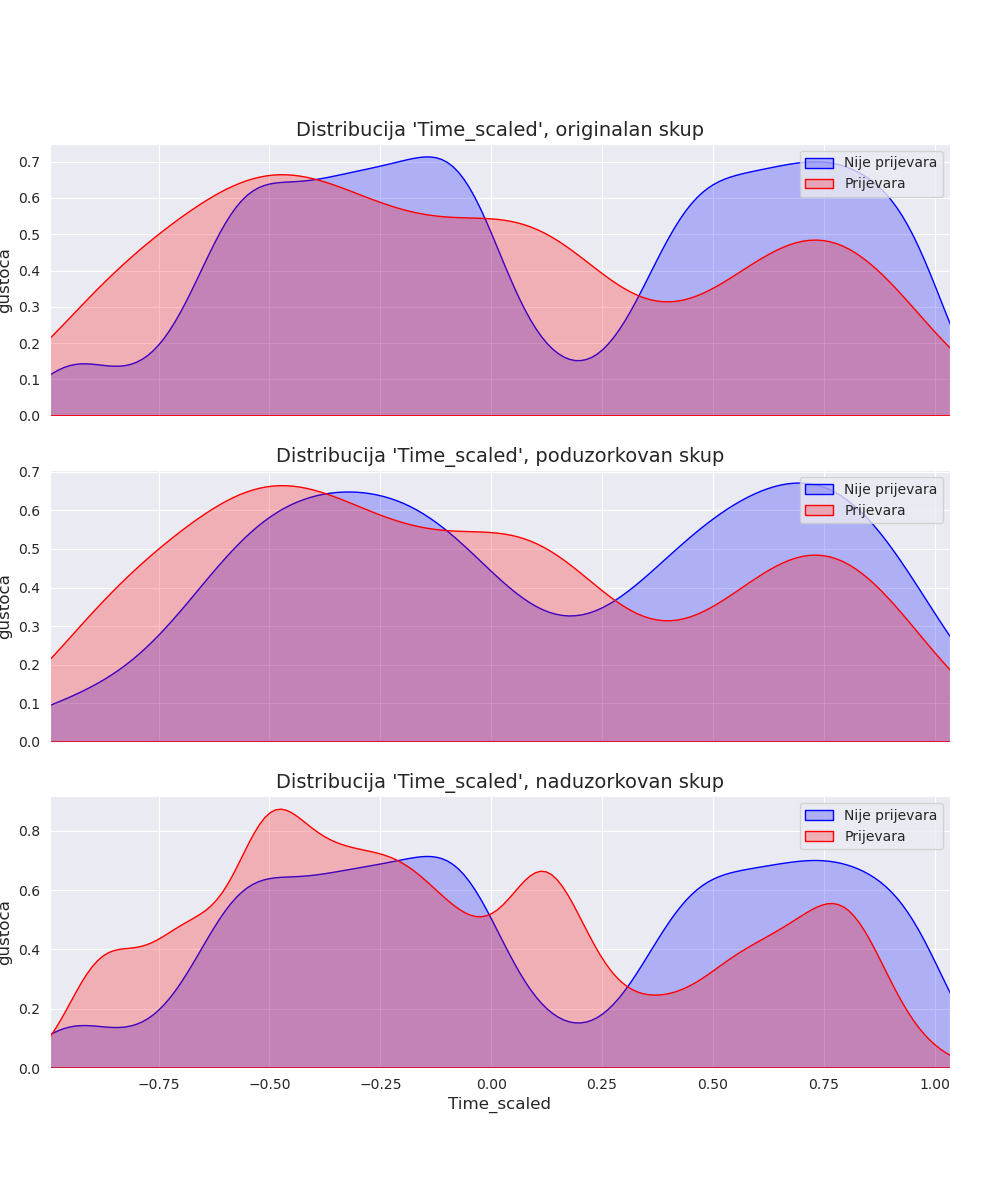 Distribucija 'Time_scaled', originalan skup
gustoća
0.7
0.6
0.5
0.4
0.3
0.2
0.1
0.0
Nije prijevara
Prijevara
Distribucija 'Time_scaled', poduzorkovan skup
gustoća
0.7
0.6
0.5
0.4
0.3
0.2
0.1
0.0
Nije prijevara
Prijevara
Distribucija 'Time_scaled', naduzorkovan skup
gustoća
0.8
0.6
0.4
0.2
0.0
Nije prijevara
Prijevara
−0.75 −0.50 −0.25 0.00 0.25 0.50 0.75 1.00
Time_scaled